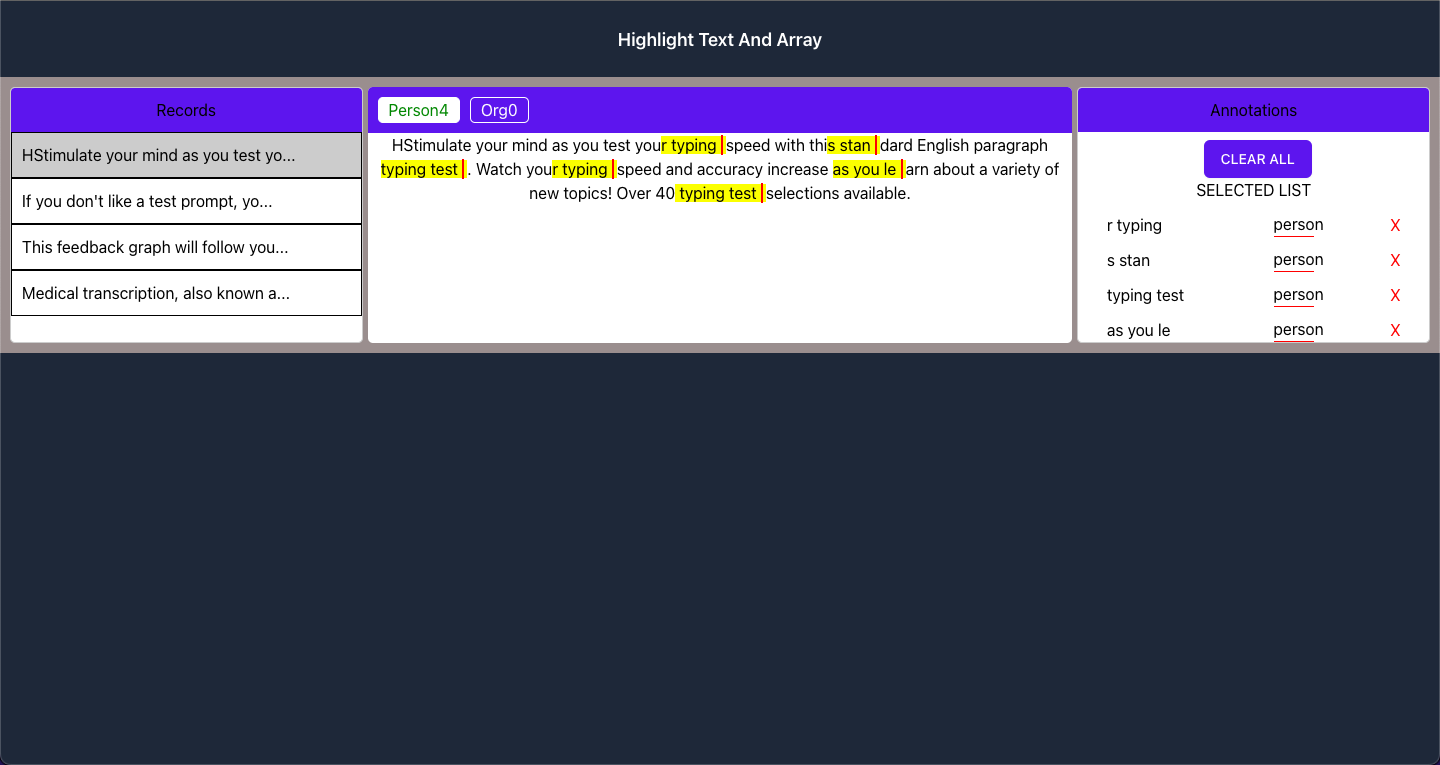 Highlight Text And Array
Records
HStimulate your mind as you test yo...
If you don't like a test prompt, yo...
This feedback graph will follow you...
Medical transcription, also known a...
Person4 Org0
HStimulate your mind as you test your typing speed with this stan dard English paragraph
typing test . Watch your typing speed and accuracy increase as you le arn about a variety of
new topics! Over 40 typing test selections available.
Annotations
CLEAR ALL
SELECTED LIST
r typing person X
s stan person X
typing test person X
as you le person X